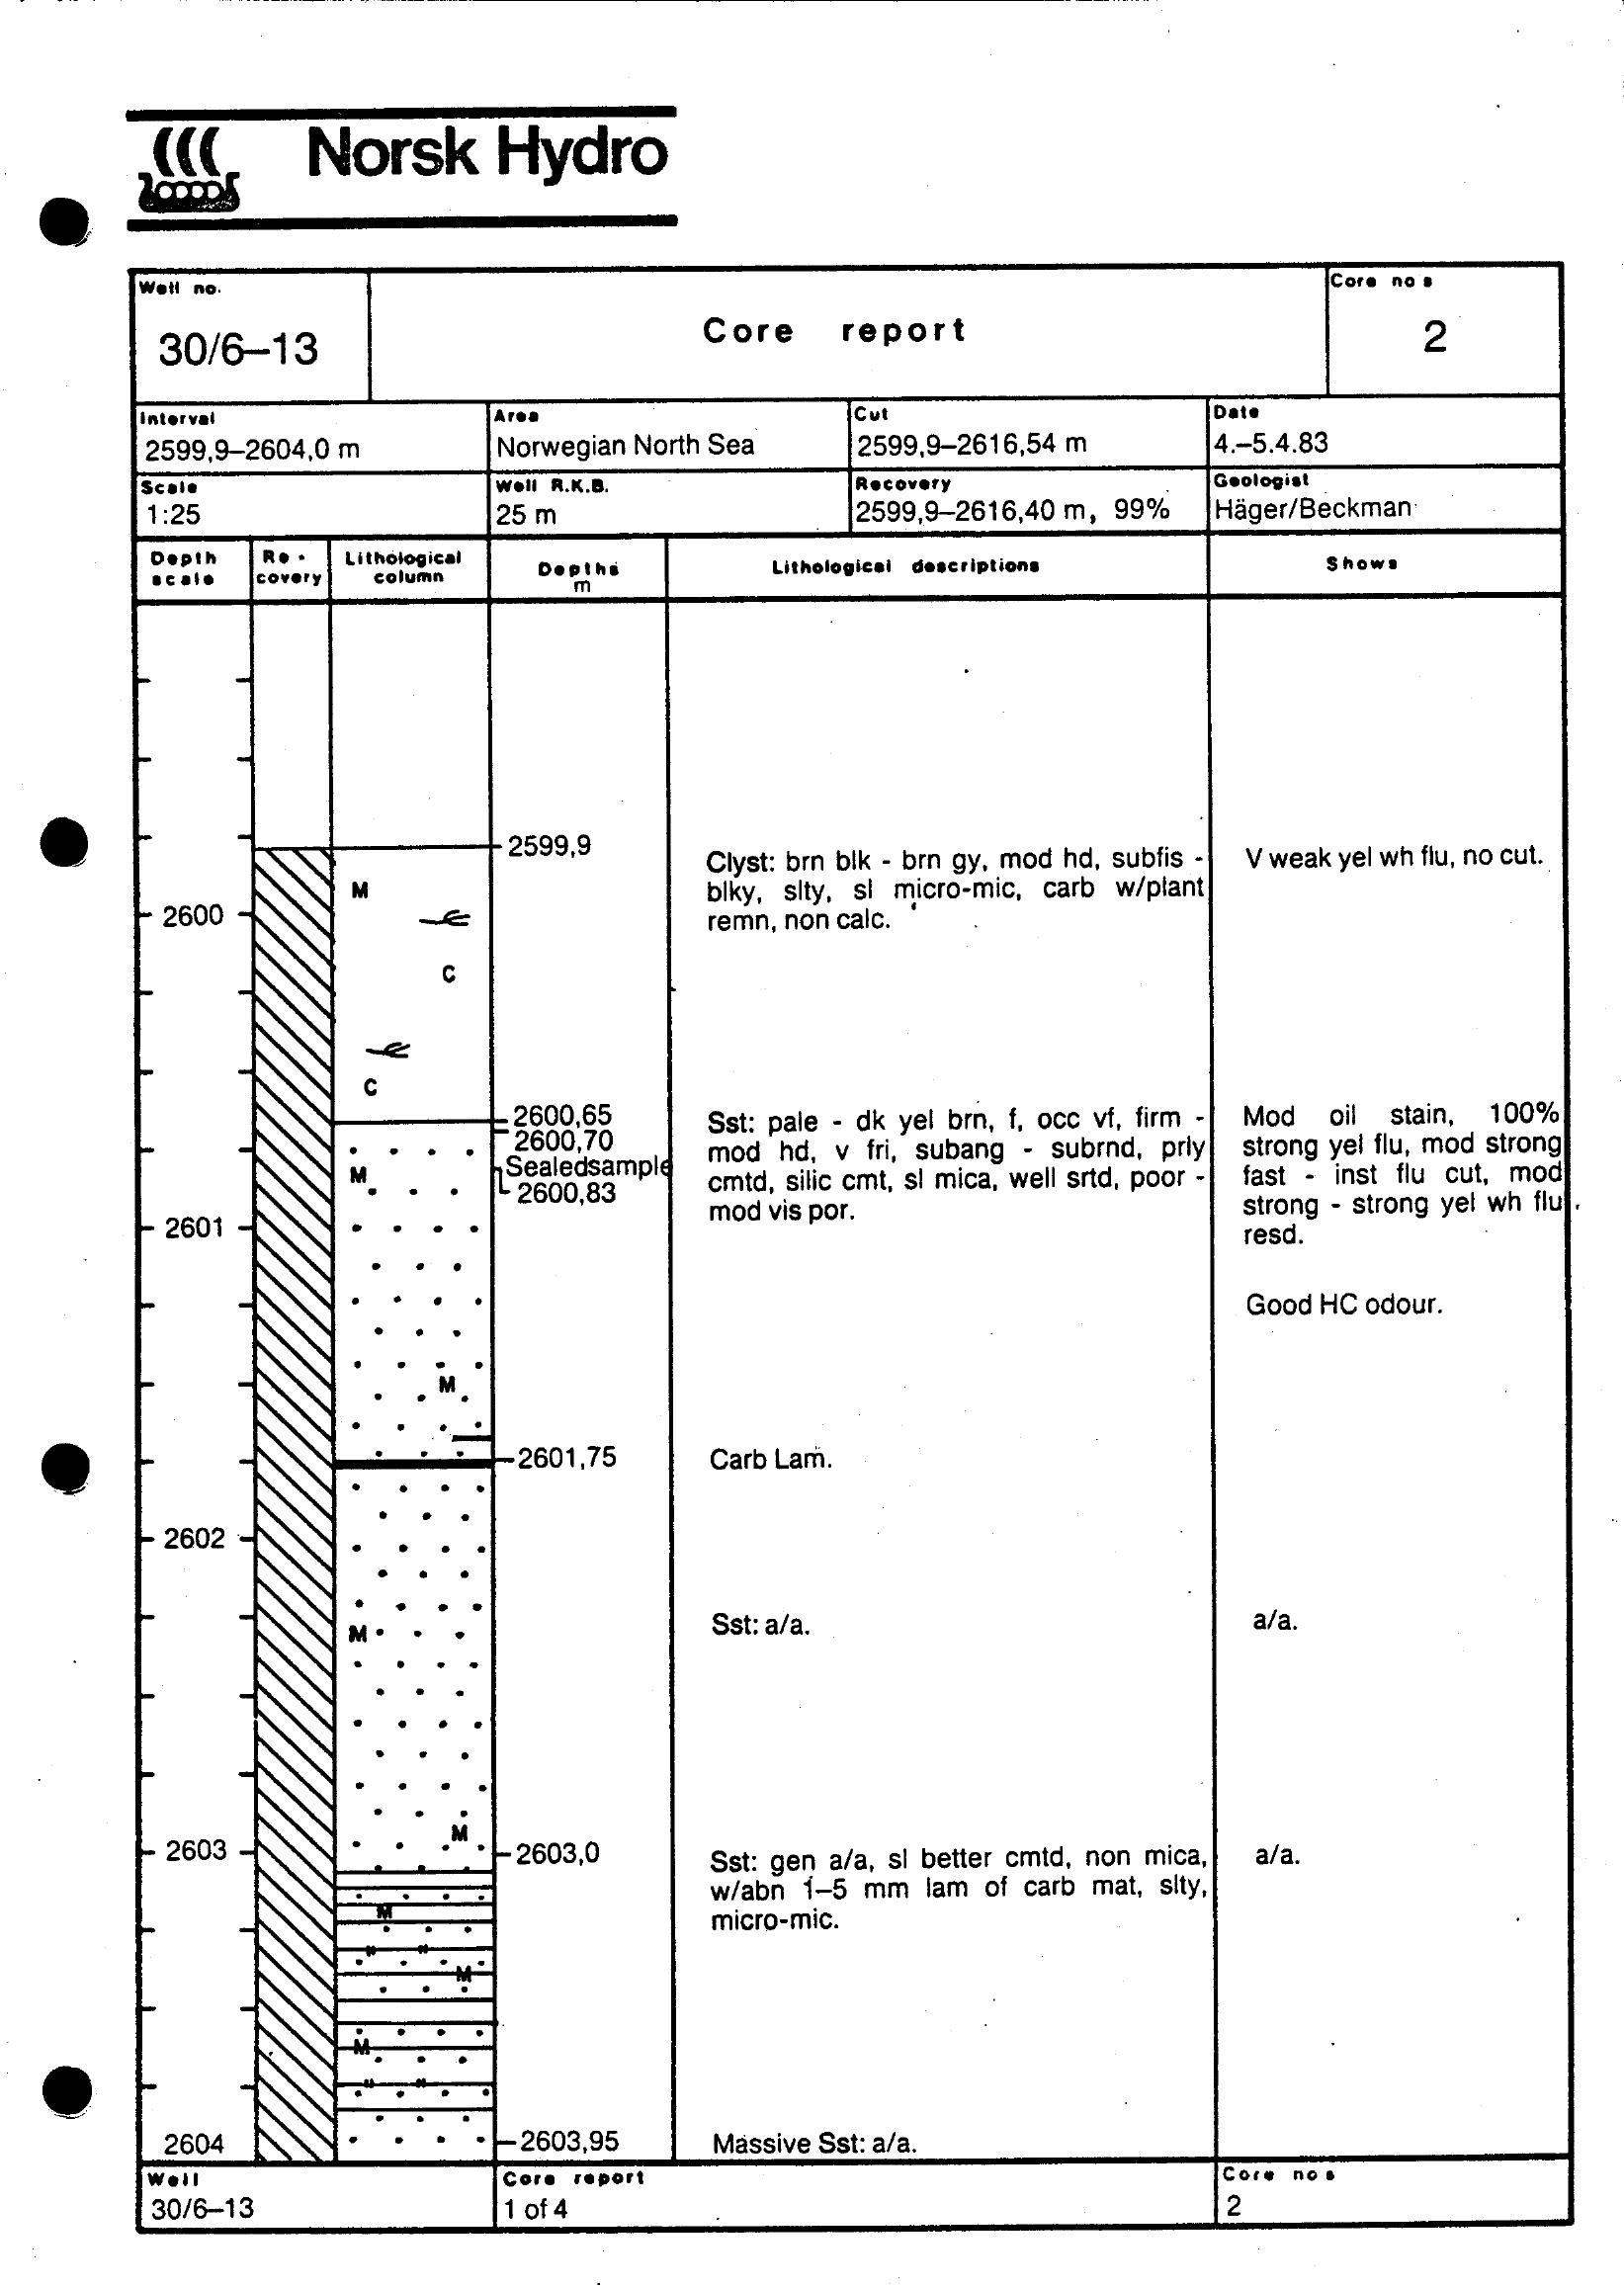 Norsk Hydro
Well no.
30/6–13
Core report
Core no s
2
Interval
2599,9–2604,0 m
Area
Norwegian North Sea
Cut
2599,9–2616,54 m
Date
4.–5.4.83
Scale
1:25
Well R.K.B.
25 m
Recovery
2599,9–2616,40 m, 99%
Geologist
Häger/Beckman
Depth
scale
Re-
covery
Lithological
column
Depths
m
Lithological descriptions
Shows
2599,9
Clyst: brn blk - brn gy, mod hd, subfis -
blky, slty, sl micro-mic, carb w/plant
remn, non calc.
V weak yel wh flu, no cut.
M
2600
C
C
2600,65
2600,70
Sealedsample
2600,83
Sst: pale - dk yel brn, f, occ vf, firm -
mod hd, v fri, subang - subrnd, prly
cmtd, silic cmt, sl mica, well srtd, poor -
mod vis por.
Mod oil stain, 100%
strong yel flu, mod strong
fast - inst flu cut, mod
strong - strong yel wh flu
resd.
Good HC odour.
M
2601
M
2601,75
Carb Lam.
2602
M
Sst: a/a.
a/a.
M
2603
2603,0
Sst: gen a/a, sl better cmtd, non mica,
w/abn 1–5 mm lam of carb mat, slty,
micro-mic.
a/a.
M
M
M
2604
2603,95
Massive Sst: a/a.
Well
30/6–13
Core report
1 of 4
Core no s
2